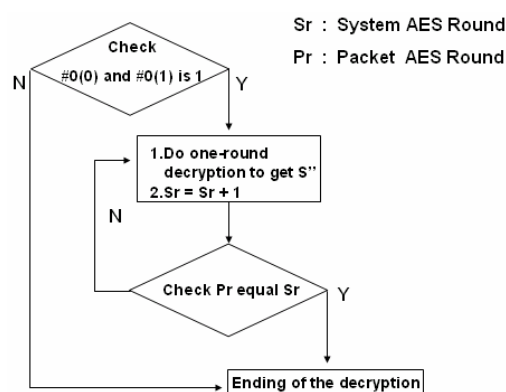 Sr : System AES Round
Pr : Packet AES Round
Check
#0(0) and #0(1) is 1
N
Y
1.Do one-round
decryption to get S''
2.Sr = Sr + 1
N
Check Pr equal Sr
Y
Ending of the decryption